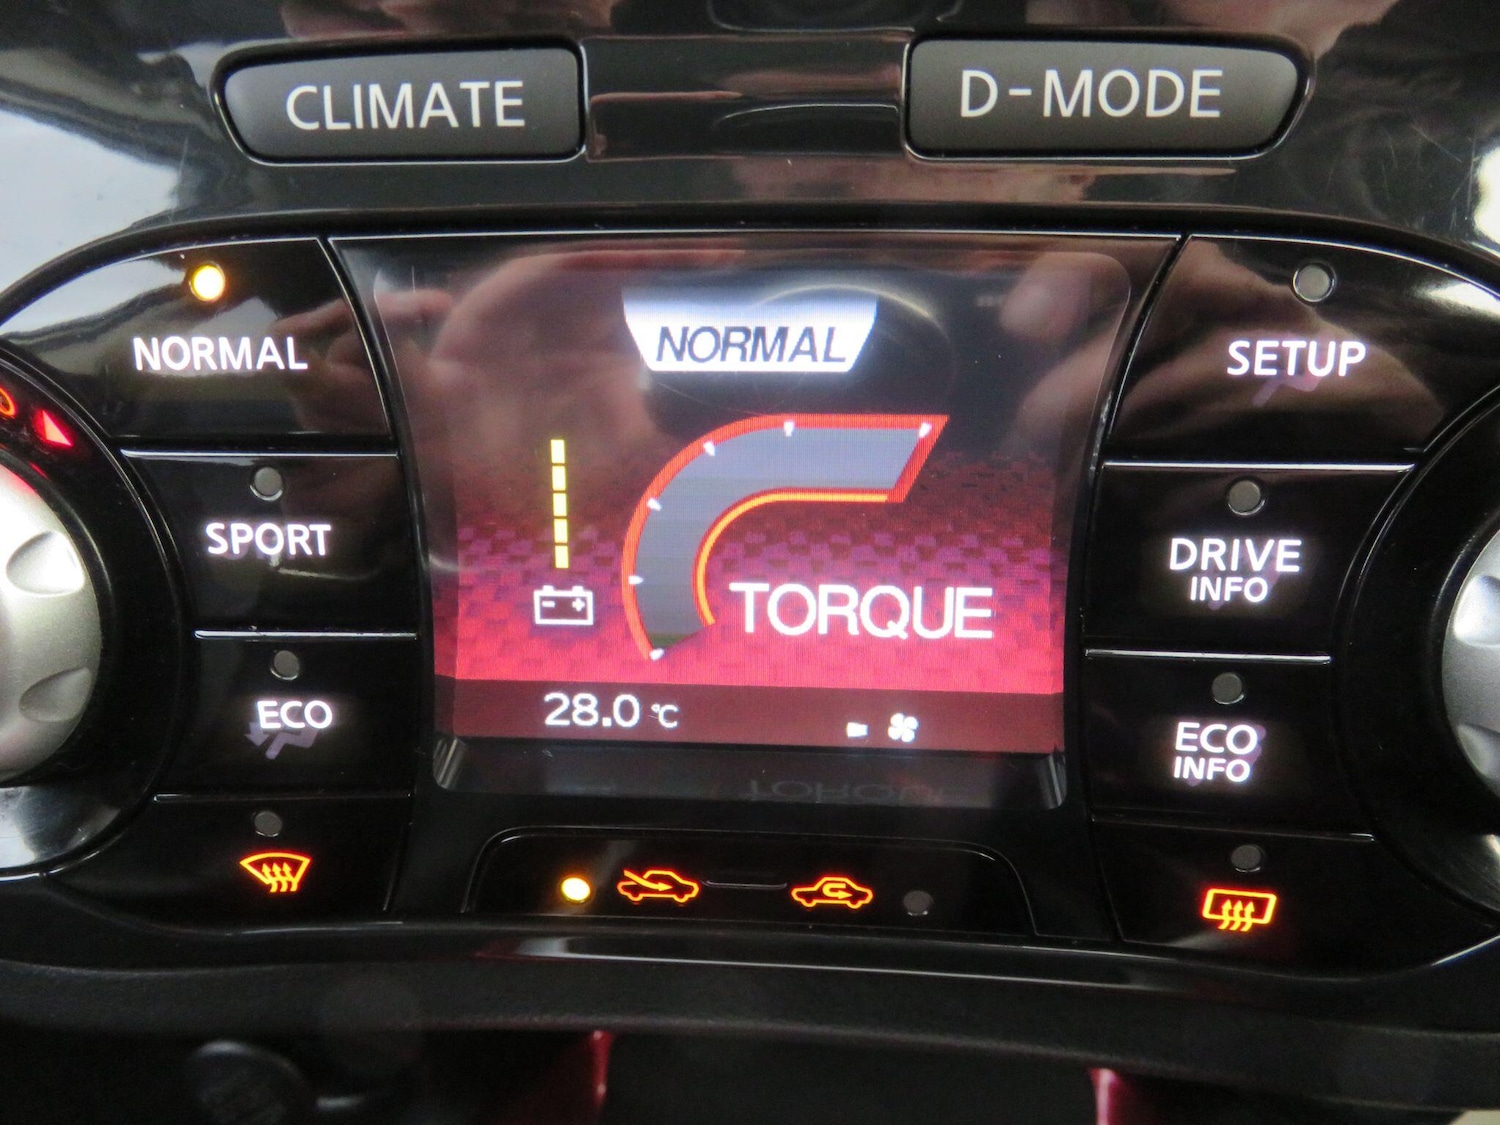 CLIMATE
D-MODE
NORMAL
NORMAL
SETUP
SPORT
DRIVE
INFO
TORQUE
ECO
28.0 °C
ECO
INFO